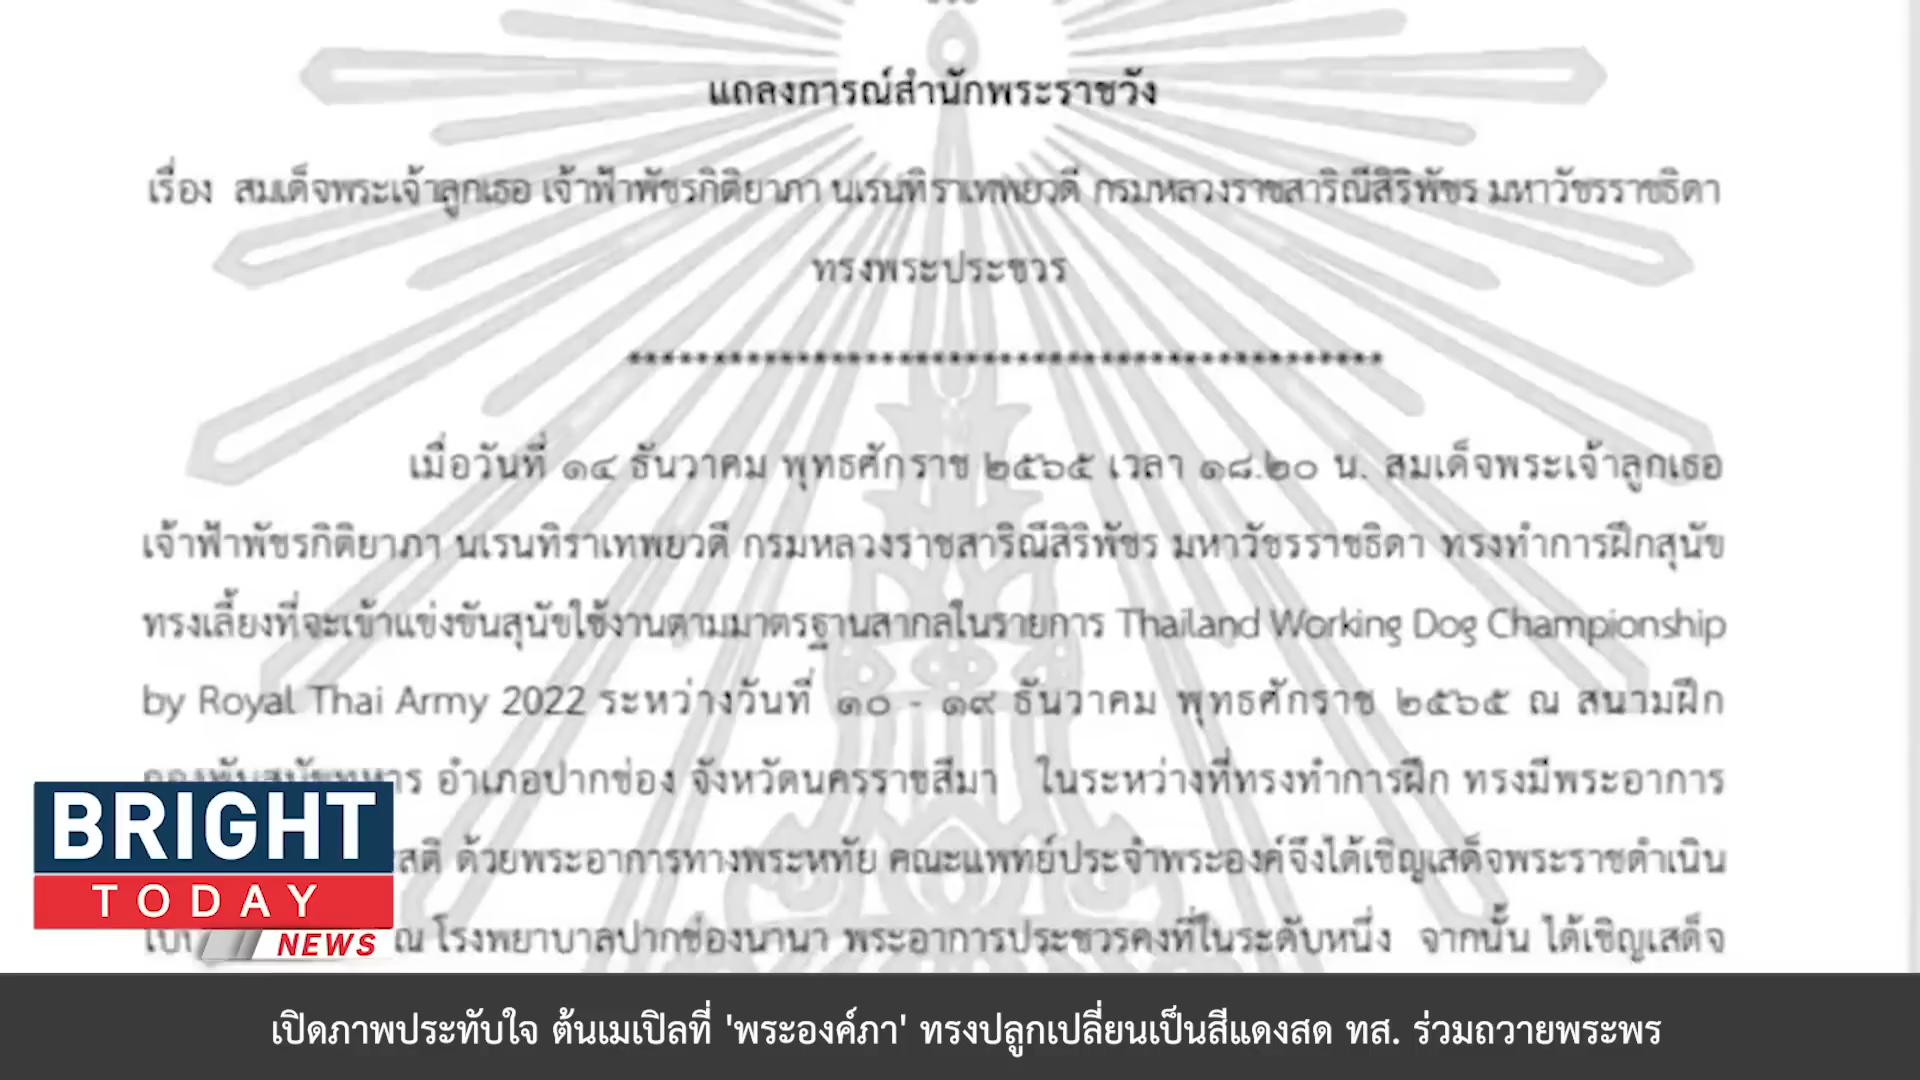 แถลงการณ์สำนักพระราชวัง
เรื่อง สมเด็จพระเจ้าลูกเธอ เจ้าฟ้าพัชรกิติยาภา นเรนทิราเทพยวดี กรมหลวงราชสาริณีสิริพัชร มหาวัชรราชธิดา
ทรงพระประชวร
********************************************
เมื่อวันที่ ๑๔ ธันวาคม พุทธศักราช ๒๕๖๕ เวลา ๑๘.๒๐ น. สมเด็จพระเจ้าลูกเธอ
เจ้าฟ้าพัชรกิติยาภา นเรนทิราเทพยวดี กรมหลวงราชสาริณีสิริพัชร มหาวัชรราชธิดา ทรงทำการฝึกสุนัข
ทรงเลี้ยงที่จะเข้าแข่งขันสุนัขใช้งานตามมาตรฐานสากลในรายการ Thailand Working Dog Championship
by Royal Thai Army 2022 ระหว่างวันที่ ๑๐ - ๑๙ ธันวาคม พุทธศักราช ๒๕๖๕ ณ สนามฝึก
อำเภอปากช่อง จังหวัดนครราชสีมา ในระหว่างที่ทรงทำการฝึก ทรงมีพระอาการ
ด้วยพระอาการทางพระหทัย คณะแพทย์ประจำพระองค์จึงได้เชิญเสด็จพระราชดำเนิน
ณ โรงพยาบาลปากช่องนานา พระอาการประชวรคงที่ในระดับหนึ่ง จากนั้น ได้เชิญเสด็จ
BRIGHT
TODAY
NEWS
เปิดภาพประทับใจ ต้นเมเปิลที่ 'พระองค์ภา' ทรงปลูกเปลี่ยนเป็นสีแดงสด ทส. ร่วมถวายพระพร